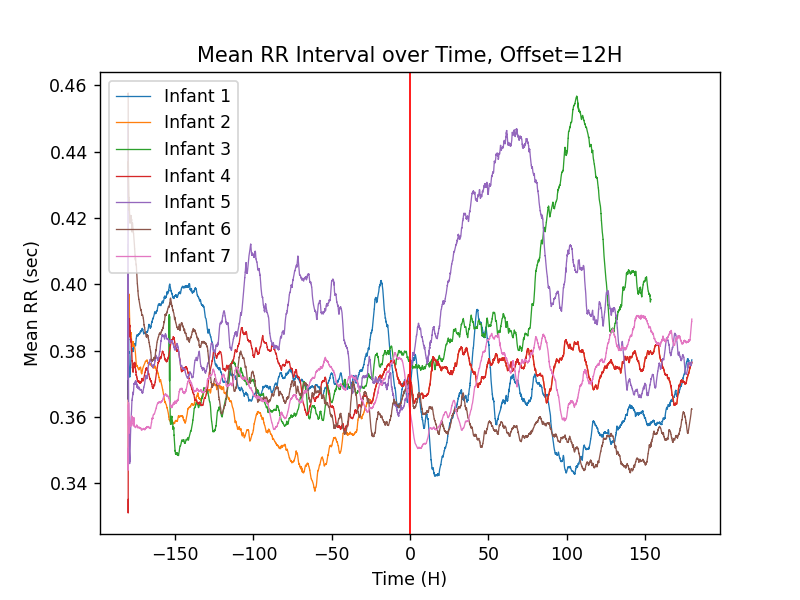 Mean RR Interval over Time, Offset=12H
0.46
0.44
0.42
0.40
0.38
0.36
0.34
Mean RR (sec)
Infant 1
Infant 2
Infant 3
Infant 4
Infant 5
Infant 6
Infant 7
−150 −100 −50 0 50 100 150
Time (H)